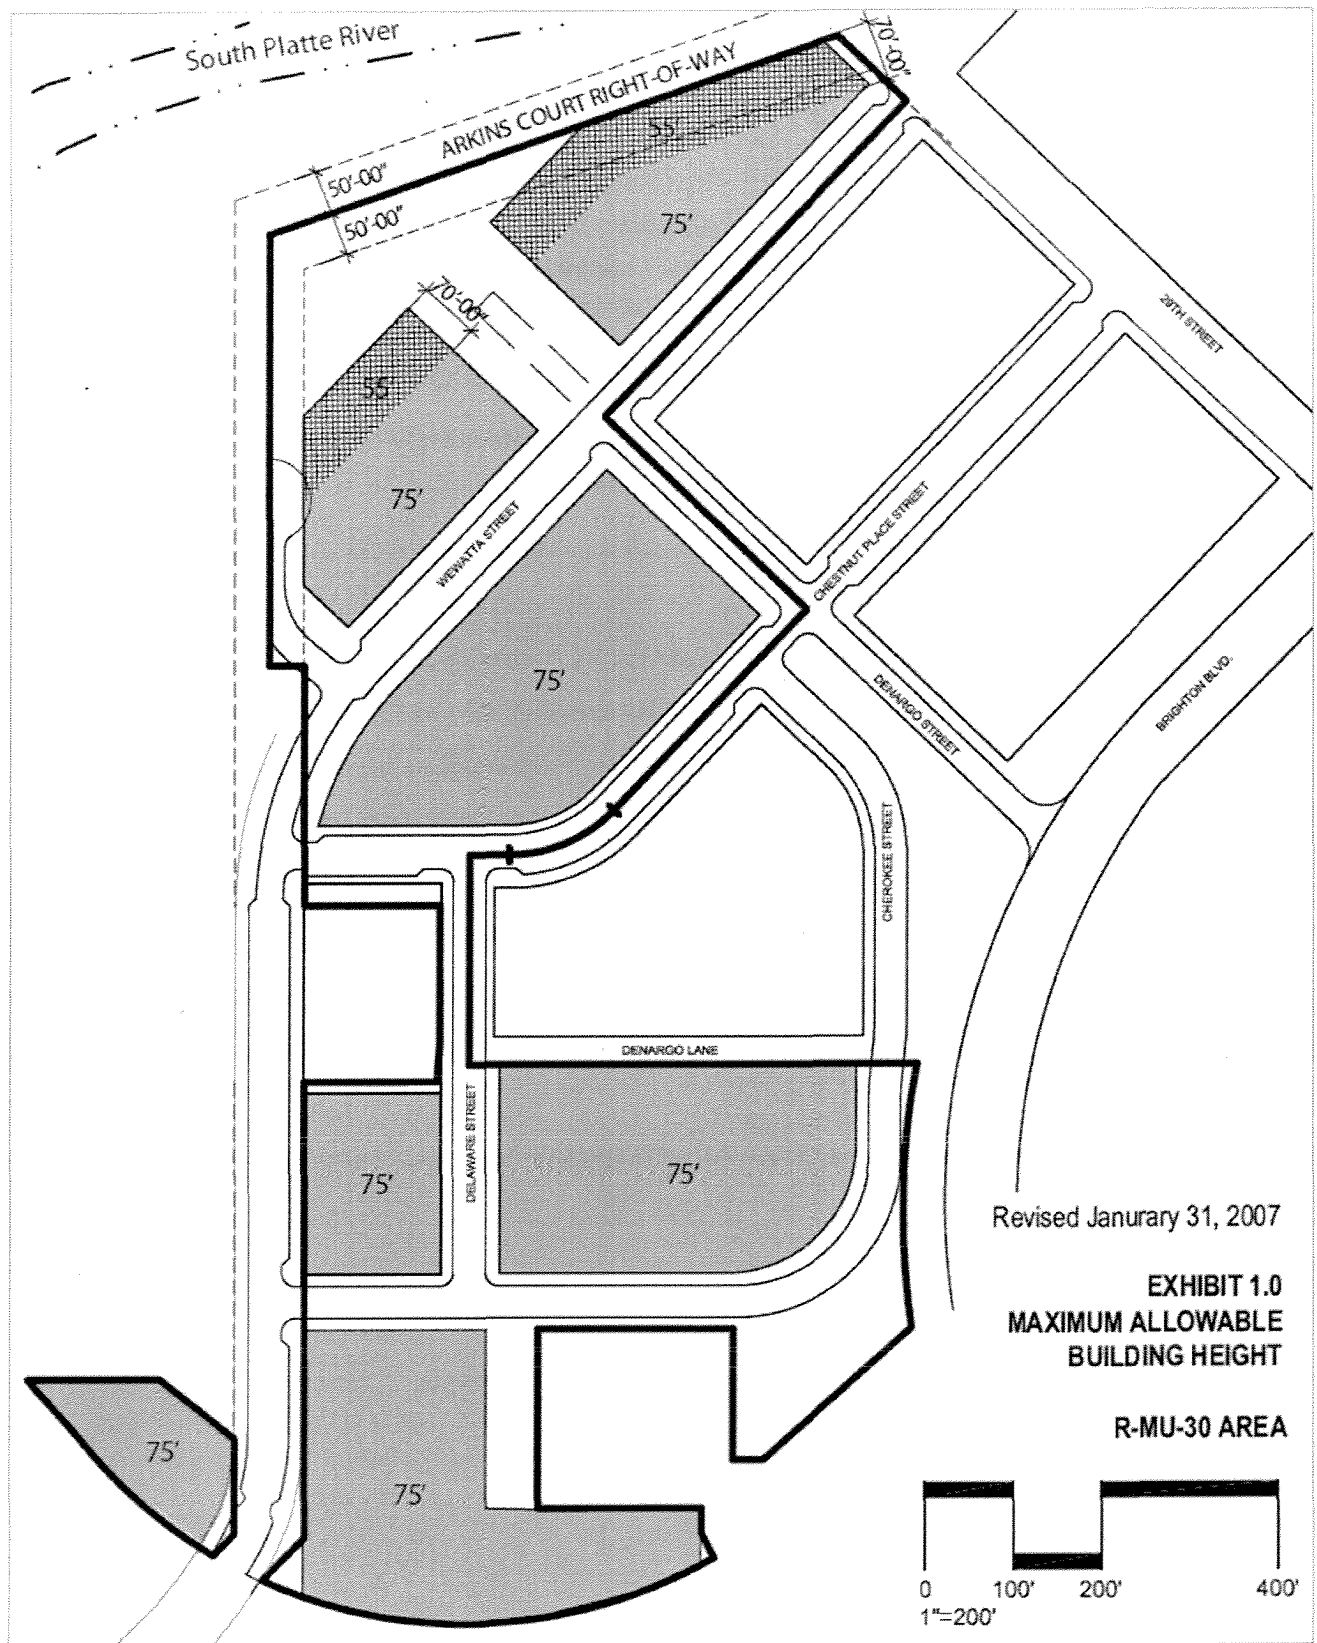 South Platte River
ARKINS COURT RIGHT-OF-WAY
70'-00"
50'-00"
50'-00"
55'
75'
70'-00"
55'
75'
29TH STREET
WEWATTA STREET
CHESTNUT PLACE STREET
75'
DENARGO STREET
BRIGHTON BLVD.
CHEROKEE STREET
DENARGO LANE
DELAWARE STREET
75'
75'
Revised Janurary 31, 2007
EXHIBIT 1.0
MAXIMUM ALLOWABLE
BUILDING HEIGHT
R-MU-30 AREA
75'
75'
0 100' 200' 400'
1"=200'